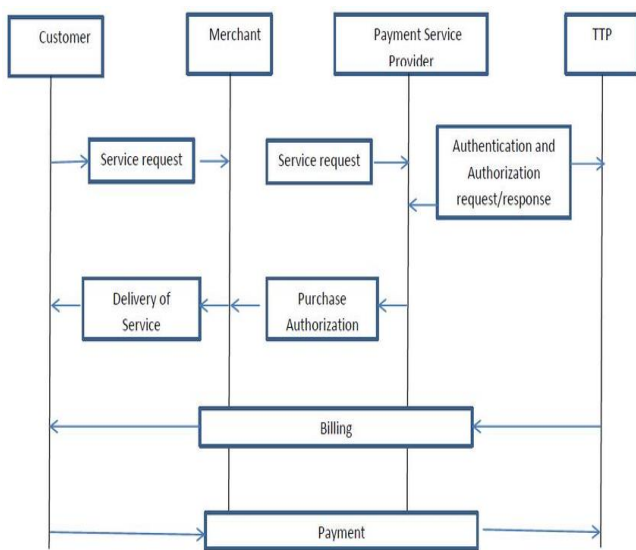 Customer
Merchant
Payment Service
Provider
TTP
Service request
Service request
Authentication and
Authorization
request/response
Delivery of
Service
Purchase
Authorization
Billing
Payment